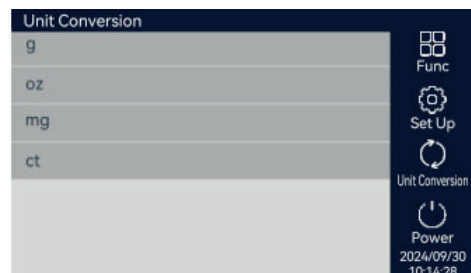 Unit Conversion
g
oz
mg
ct
Func
Set Up
Unit Conversion
Power
2024/09/30
10:14:28